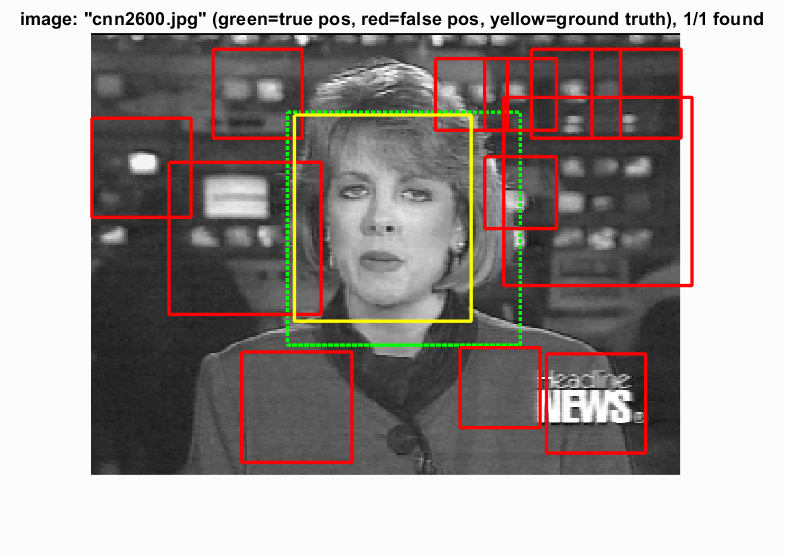 image: "cnn2600.jpg" (green=true pos, red=false pos, yellow=ground truth), 1/1 found
Headline
NEWS